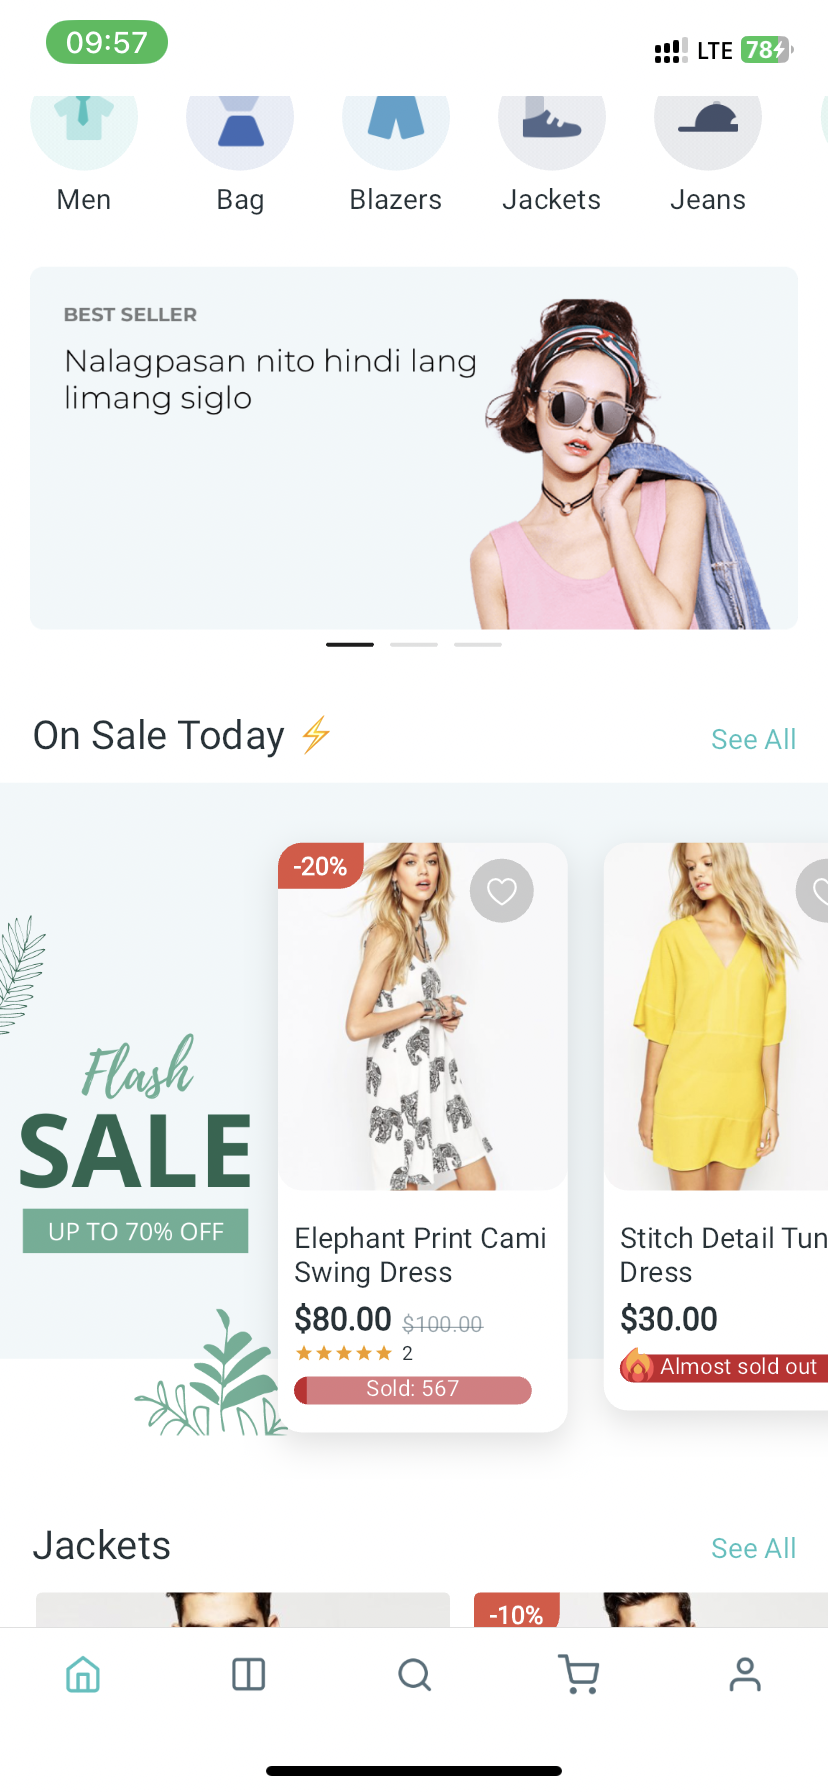 09:57
LTE 78
Men
Bag
Blazers
Jackets
Jeans
BEST SELLER
Nalagpasan nito hindi lang
limang siglo
On Sale Today
See All
Flash
SALE
UP TO 70% OFF
-20%
Elephant Print Cami
Swing Dress
$80.00 $100.00
2
Sold: 567
Stitch Detail Tun
Dress
$30.00
Almost sold out
Jackets
See All
-10%